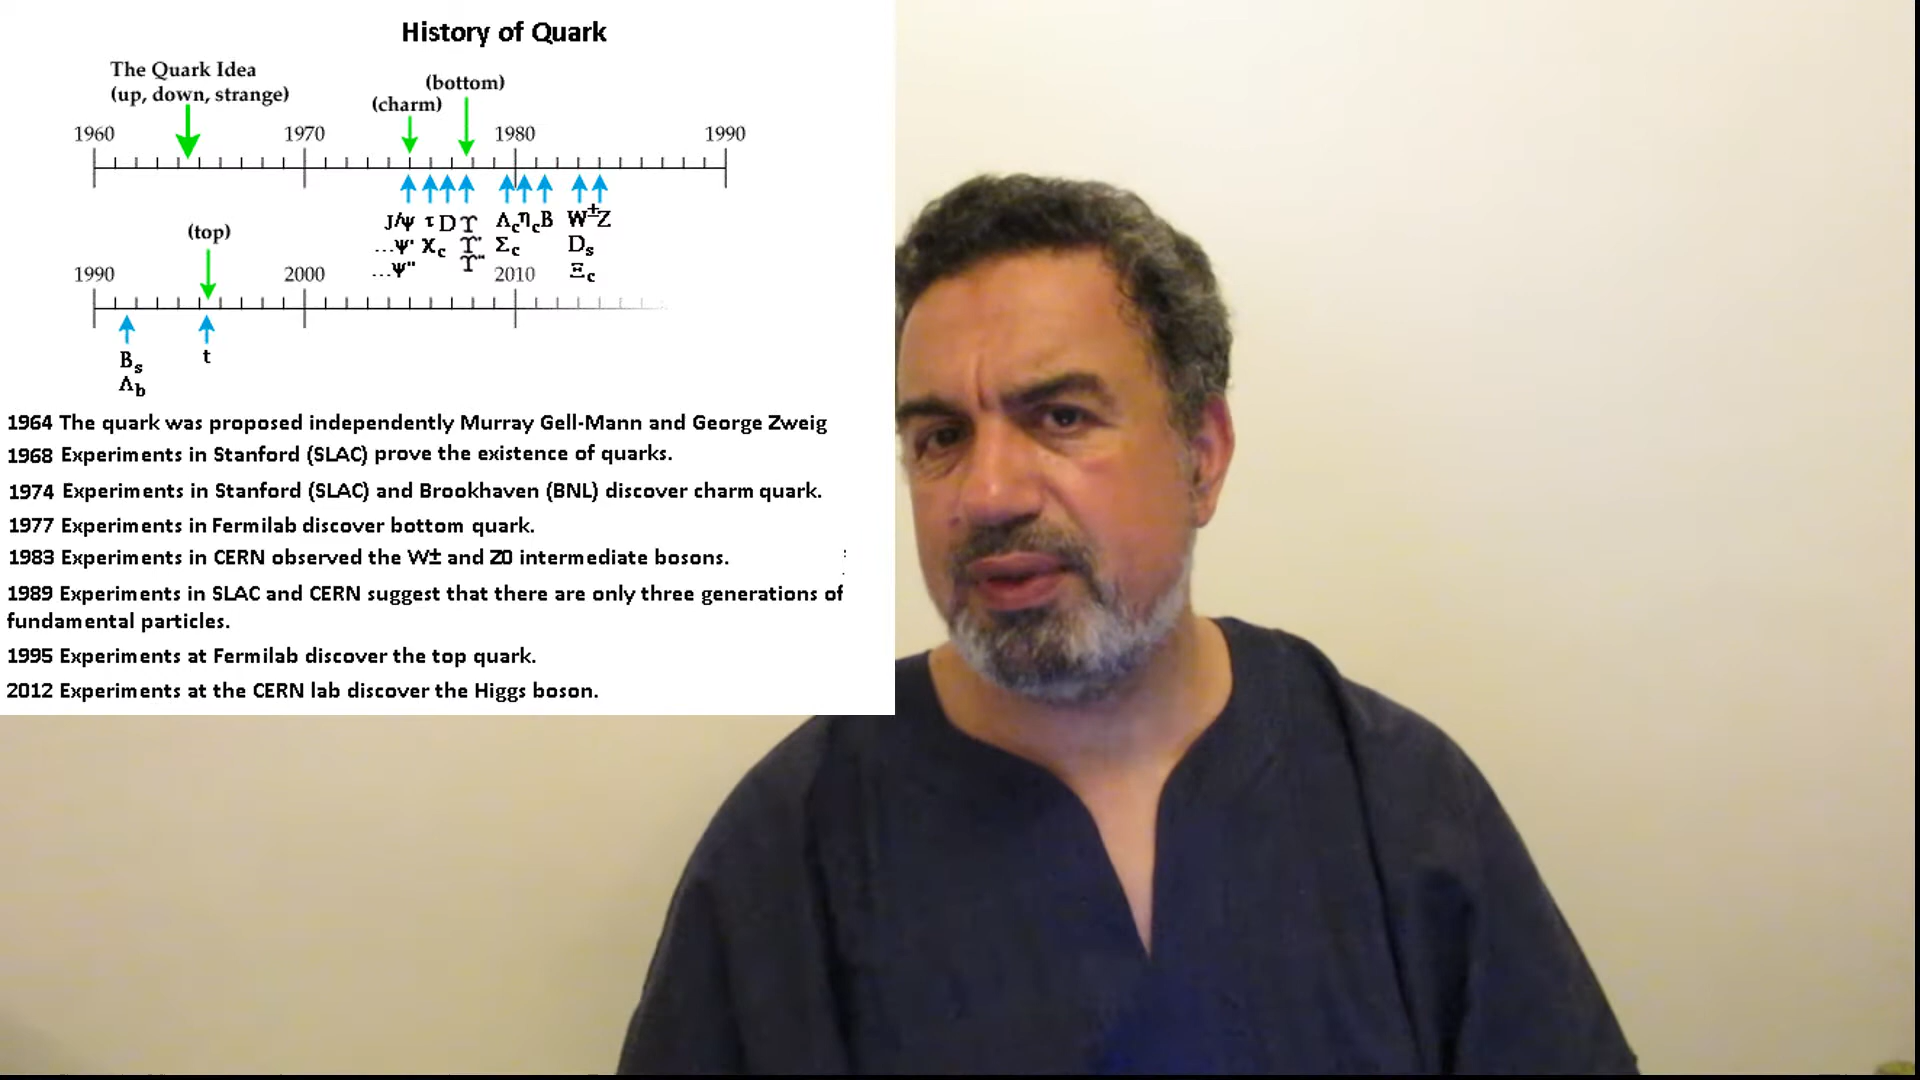 History of Quark
The Quark Idea
(up, down, strange)
(bottom)
(charm)
1960 1970 1980 1990
J/ψ τ D ϒ Λc ηc B W± Z
...ψ' χc ϒ' Σc Ds
...ψ'' ϒ'' Ξc
(top)
1990 2000 2010
Bs t
Λb
1964 The quark was proposed independently Murray Gell-Mann and George Zweig
1968 Experiments in Stanford (SLAC) prove the existence of quarks.
1974 Experiments in Stanford (SLAC) and Brookhaven (BNL) discover charm quark.
1977 Experiments in Fermilab discover bottom quark.
1983 Experiments in CERN observed the W± and Z0 intermediate bosons.
1989 Experiments in SLAC and CERN suggest that there are only three generations of
fundamental particles.
1995 Experiments at Fermilab discover the top quark.
2012 Experiments at the CERN lab discover the Higgs boson.